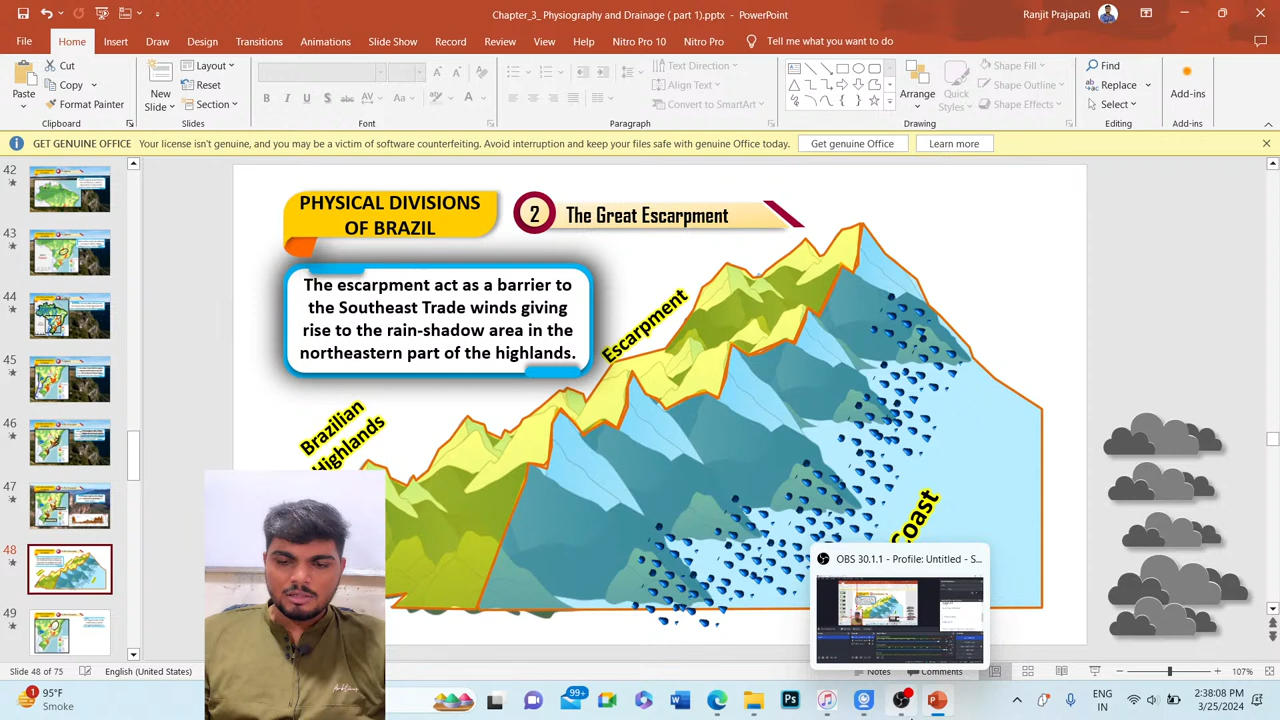 Chapter_3_ Physiography and Drainage ( part1).pptx - PowerPoint
Ranjit Prajapati
File Home Insert Draw Design Transitions Animations Slide Show Record Review View Help Nitro Pro 10 Nitro Pro Tell me what you want to do
Paste
Cut
Copy
Format Painter
Clipboard
New Slide
Layout
Reset
Section
Slides
Font
Text Direction
Align Text
Convert to SmartArt
Paragraph
Arrange
Quick Styles
Shape Fill
Shape Outline
Shape Effects
Drawing
Find
Replace
Select
Editing
Add-ins
Add-ins
GET GENUINE OFFICE Your license isn't genuine, and you may be a victim of software counterfeiting. Avoid interruption and keep your files safe with genuine Office today. Get genuine Office Learn more
42
43
44
45
46
47
48
49
PHYSICAL DIVISIONS
OF BRAZIL
2 The Great Escarpment
The escarpment act as a barrier to
the Southeast Trade winds giving
rise to the rain-shadow area in the
northeastern part of the highlands.
Escarpment
Brazilian
Highlands
Coast
OBS 30.1.1 - Profile: Untitled - S...
48 of 75 English
Notes Comments 107%
1
95°F
Smoke
99+
ENG
IN
2:38:08 PM
3/25/2024